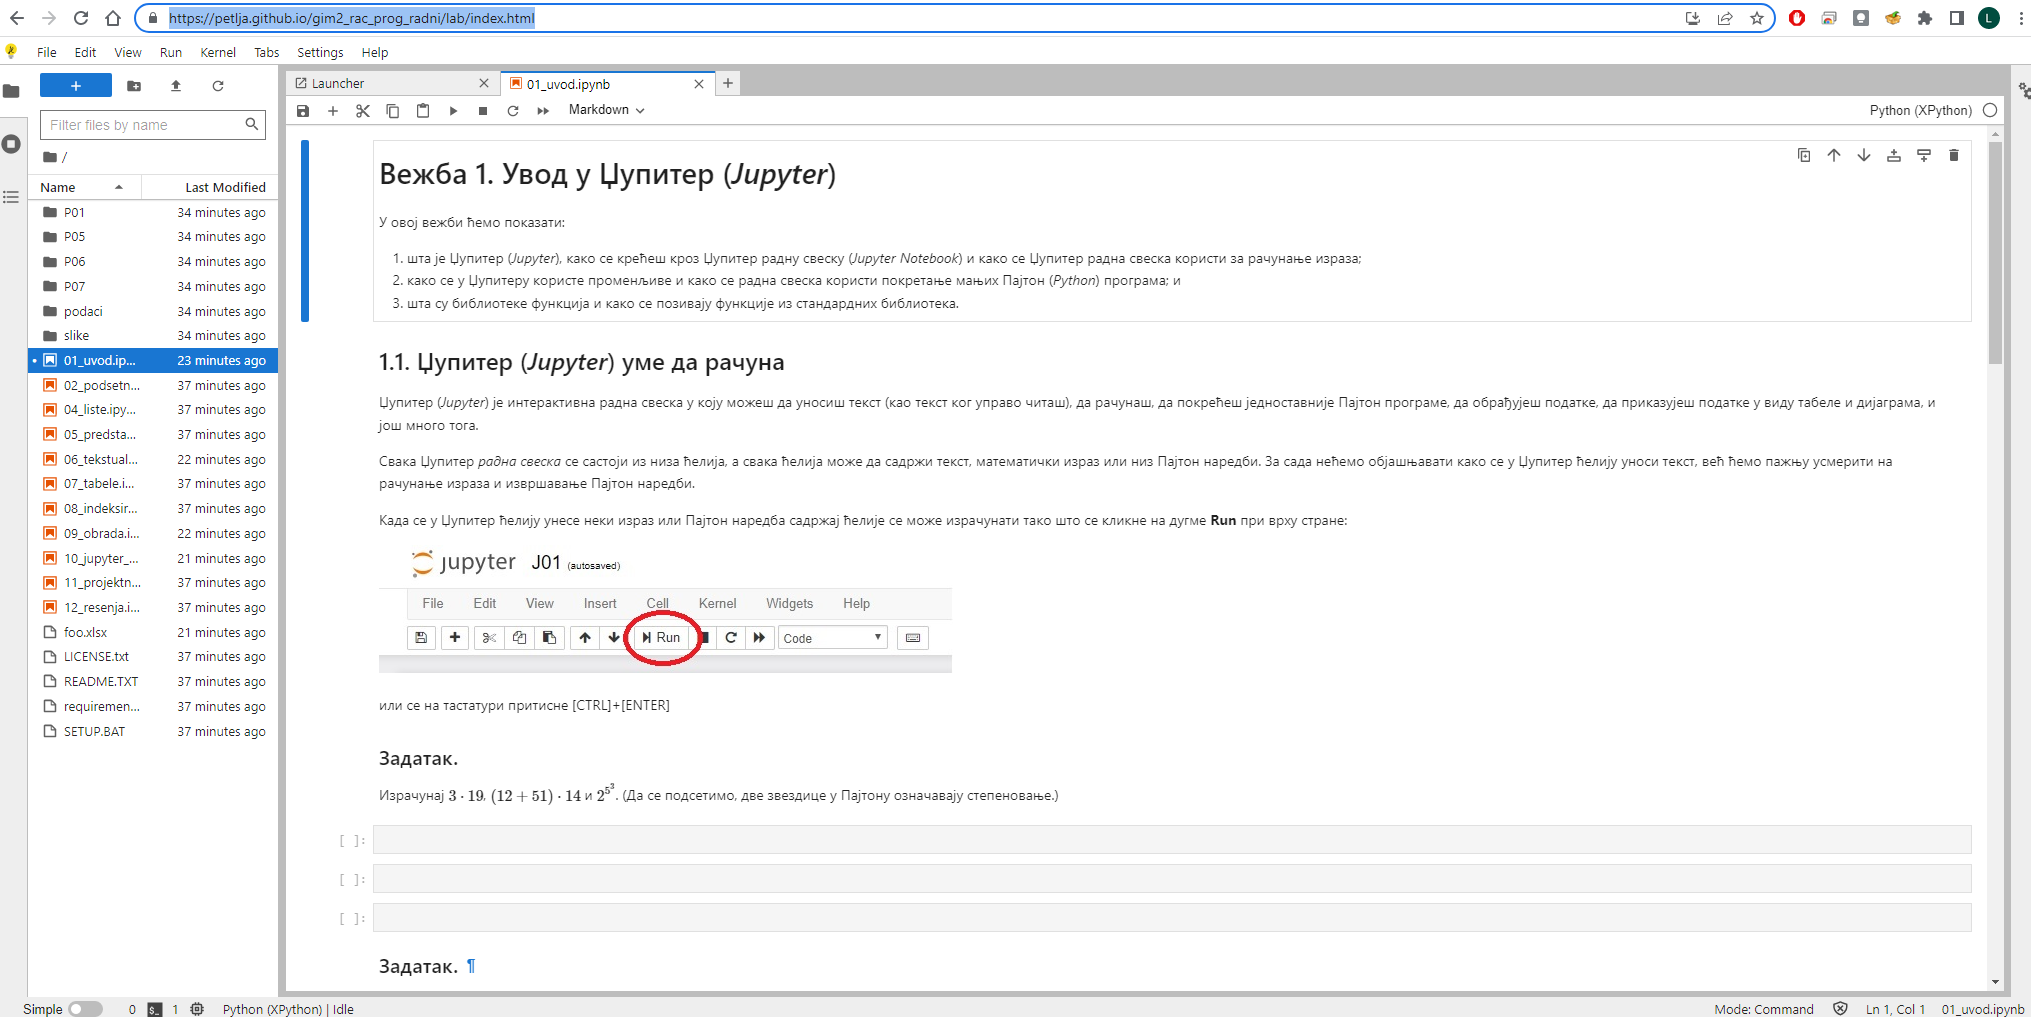 https://petlja.github.io/gim2_rac_prog_radni/lab/index.html
L
File Edit View Run Kernel Tabs Settings Help
+
Filter files by name
/
Name Last Modified
P01 34 minutes ago
P05 34 minutes ago
P06 34 minutes ago
P07 34 minutes ago
podaci 34 minutes ago
slike 34 minutes ago
01_uvod.ip... 23 minutes ago
02_podsetn... 37 minutes ago
04_liste.ipy... 37 minutes ago
05_predsta... 37 minutes ago
06_tekstual... 22 minutes ago
07_tabele.i... 37 minutes ago
08_indeksir... 37 minutes ago
09_obrada.i... 22 minutes ago
10_jupyter_... 21 minutes ago
11_projektn... 37 minutes ago
12_resenja.i... 37 minutes ago
foo.xlsx 21 minutes ago
LICENSE.txt 37 minutes ago
README.TXT 37 minutes ago
requiremen... 37 minutes ago
SETUP.BAT 37 minutes ago
Launcher 01_uvod.ipynb
Markdown Python (XPython)
Вежба 1. Увод у Џупитер (Jupyter)
У овој вежби ћемо показати:
1. шта је Џупитер (Jupyter), како се крећеш кроз Џупитер радну свеску (Jupyter Notebook) и како се Џупитер радна свеска користи за рачунање израза;
2. како се у Џупитеру користе променљиве и како се радна свеска користи покретање мањих Пајтон (Python) програма; и
3. шта су библиотеке функција и како се позивају функције из стандардних библиотека.
1.1. Џупитер (Jupyter) уме да рачуна
Џупитер (Jupyter) је интерактивна радна свеска у коју можеш да уносиш текст (као текст ког управо читаш), да рачунаш, да покрећеш једноставније Пајтон програме, да обрађујеш податке, да приказујеш податке у виду табеле и дијаграма, и
још много тога.
Свака Џупитер радна свеска се састоји из низа ћелија, а свака ћелија може да садржи текст, математички израз или низ Пајтон наредби. За сада нећемо објашњавати како се у Џупитер ћелију уноси текст, већ ћемо пажњу усмерити на
рачунање израза и извршавање Пајтон наредби.
Када се у Џупитер ћелију унесе неки израз или Пајтон наредба садржај ћелије се може израчунати тако што се кликне на дугме Run при врху стране:
jupyter J01 (autosaved)
File Edit View Insert Cell Kernel Widgets Help
Run Code
или се на тастатури притисне [CTRL]+[ENTER]
Задатак.
Израчунај 3 · 19, (12 + 51) · 14 и 2^5^3. (Да се подсетимо, две звездице у Пајтону означавају степеновање.)
[ ]:
[ ]:
[ ]:
Задатак. ¶
Simple 0 1 Python (XPython) | Idle Mode: Command Ln 1, Col 1 01_uvod.ipynb